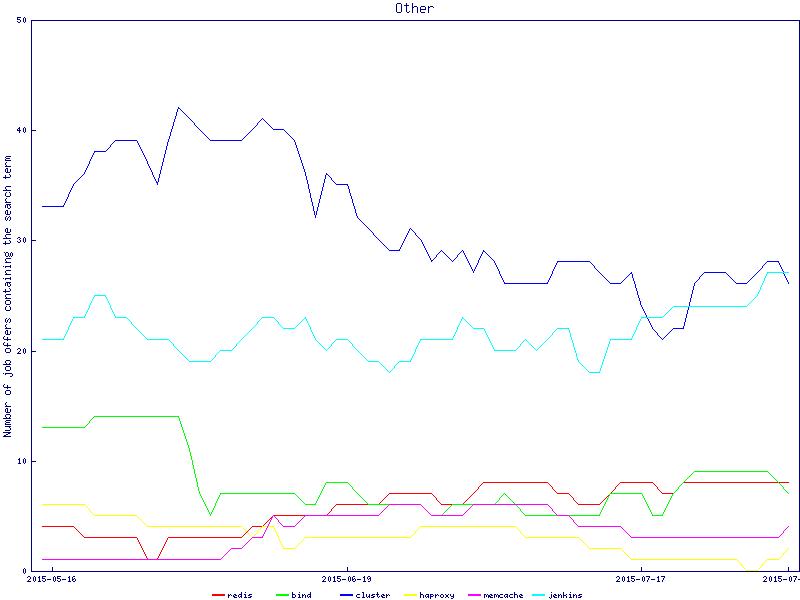 Other
Number of job offers containing the search term
50
40
30
20
10
0
2015-05-16 2015-06-19 2015-07-17 2015-07-
redis bind cluster haproxy memcache jenkins